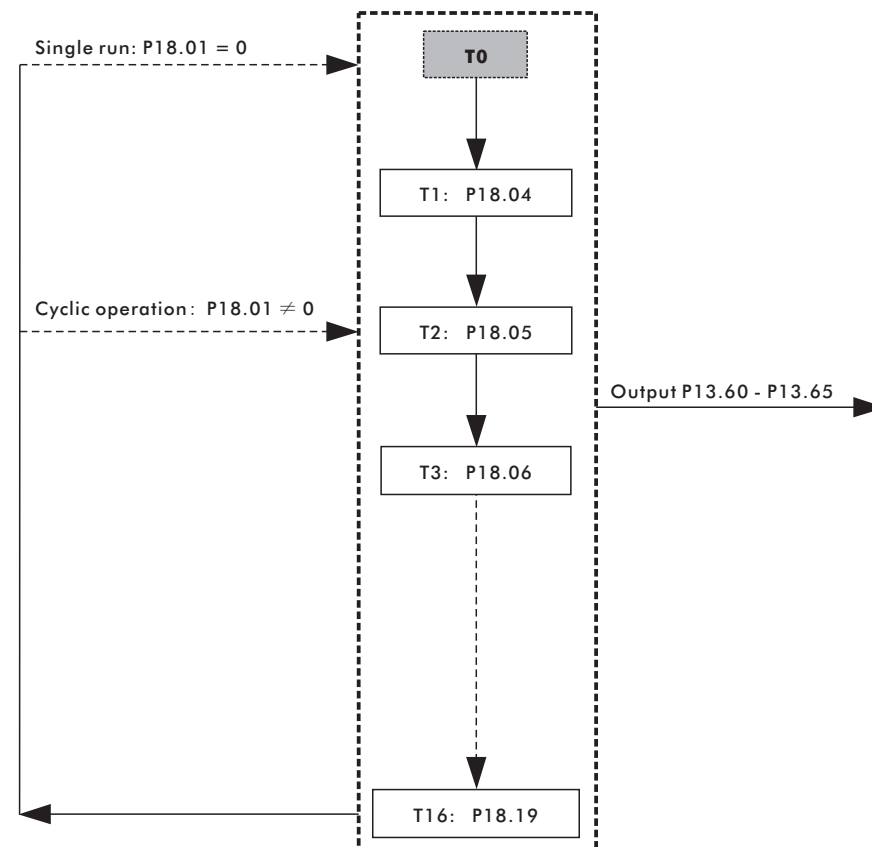 Single run: P18.01 = 0
T0
T1: P18.04
Cyclic operation: P18.01 ≠ 0
T2: P18.05
Output P13.60 - P13.65
T3: P18.06
T16: P18.19